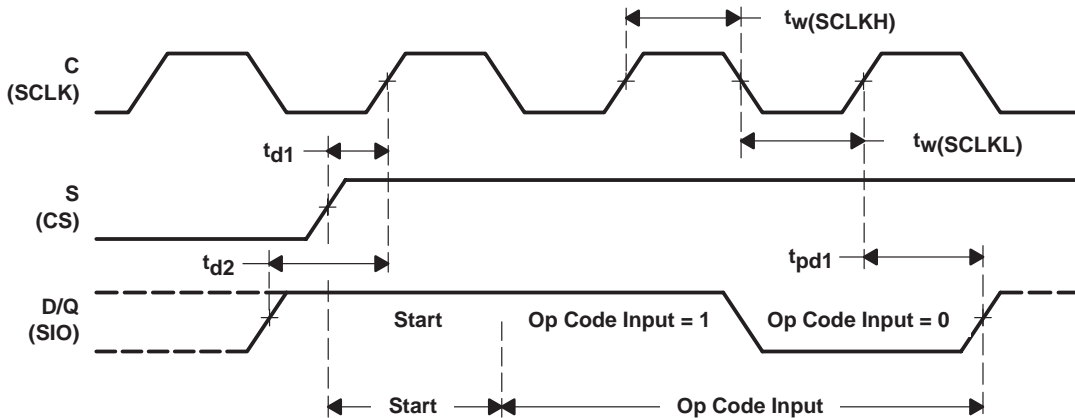 tw(SCLKH)
C
(SCLK)
td1
tw(SCLKL)
S
(CS)
td2
tpd1
D/Q
(SIO)
Start
Op Code Input = 1
Op Code Input = 0
Start
Op Code Input